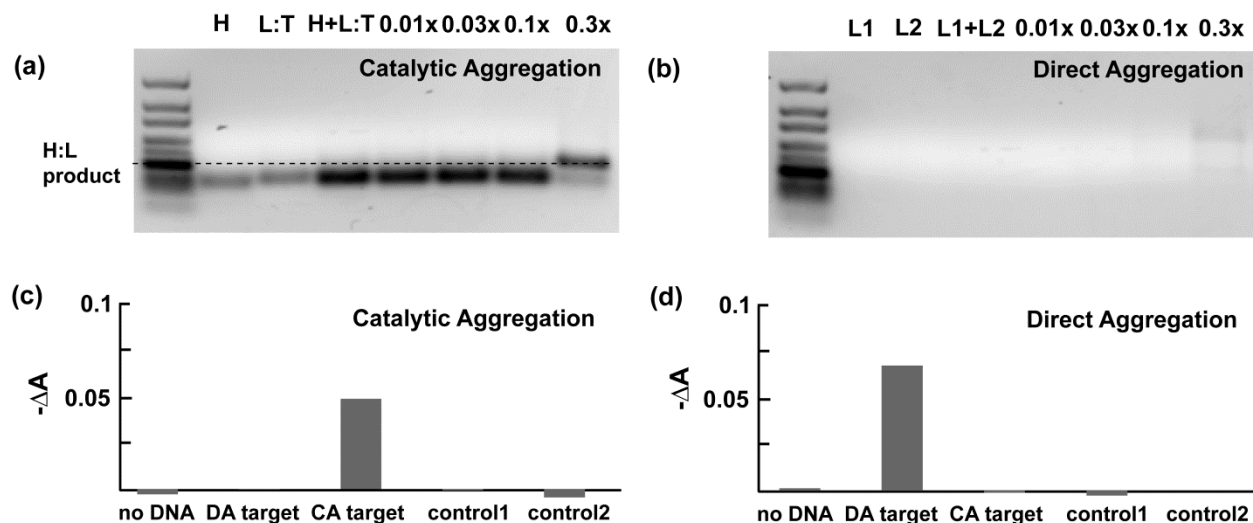 H L:T H+L:T 0.01x 0.03x 0.1x 0.3x
(a)
Catalytic Aggregation
H:L
product
L1 L2 L1+L2 0.01x 0.03x 0.1x 0.3x
(b)
Direct Aggregation
(c)
Catalytic Aggregation
0.1
0.05
-ΔA
no DNA DA target CA target control1 control2
(d)
Direct Aggregation
0.1
0.05
-ΔA
no DNA DA target CA target control1 control2